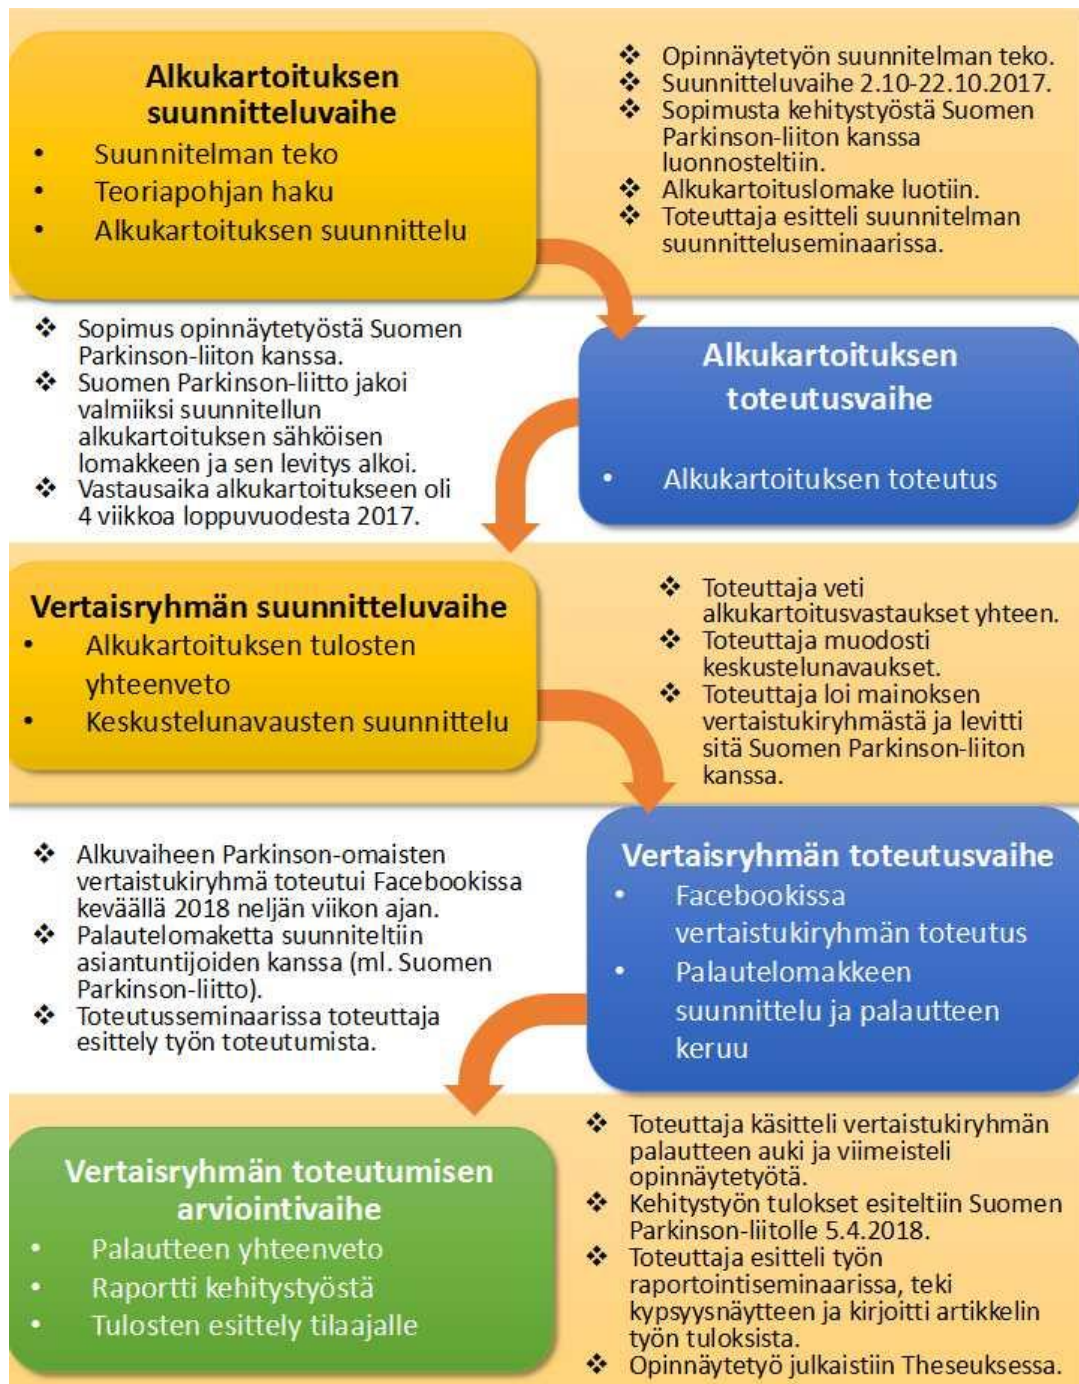 Alkukartoituksen
suunnitteluvaihe
• Suunnitelman teko
• Teoriapohjan haku
• Alkukartoituksen suunnittelu
❖ Opinnäytetyön suunnitelman teko.
❖ Suunnitteluvaihe 2.10-22.10.2017.
❖ Sopimusta kehitystyöstä Suomen
Parkinson-liiton kanssa
luonnosteltiin.
❖ Alkukartoituslomake luotiin.
❖ Toteuttaja esitteli suunnitelman
suunnitteluseminaarissa.
❖ Sopimus opinnäytetyöstä Suomen
Parkinson-liiton kanssa.
❖ Suomen Parkinson-liitto jakoi
valmiiksi suunnitellun
alkukartoituksen sähköisen
lomakkeen ja sen levitys alkoi.
❖ Vastausaika alkukartoitukseen oli
4 viikkoa loppuvuodesta 2017.
Alkukartoituksen
toteutusvaihe
• Alkukartoituksen toteutus
Vertaisryhmän suunnitteluvaihe
• Alkukartoituksen tulosten
yhteenveto
• Keskustelunavausten suunnittelu
❖ Toteuttaja veti
alkukartoitusvastaukset yhteen.
❖ Toteuttaja muodosti
keskustelunavaukset.
❖ Toteuttaja loi mainoksen
vertaistukiryhmästä ja levitti
sitä Suomen Parkinson-liiton
kanssa.
❖ Alkuvaiheen Parkinson-omaisten
vertaistukiryhmä toteutui Facebookissa
keväällä 2018 neljän viikon ajan.
❖ Palautelomaketta suunniteltiin
asiantuntijoiden kanssa (ml. Suomen
Parkinson-liitto).
❖ Toteutusseminaarissa toteuttaja
esittely työn toteutumista.
Vertaisryhmän toteutusvaihe
• Facebookissa
vertaistukiryhmän toteutus
• Palautelomakkeen
suunnittelu ja palautteen
keruu
Vertaisryhmän toteutumisen
arviointivaihe
• Palautteen yhteenveto
• Raportti kehitystyöstä
• Tulosten esittely tilaajalle
❖ Toteuttaja käsitteli vertaistukiryhmän
palautteen auki ja viimeisteli
opinnäytetyötä.
❖ Kehitystyön tulokset esiteltiin Suomen
Parkinson-liitolle 5.4.2018.
❖ Toteuttaja esitteli työn
raportointiseminaarissa, teki
kypsyysnäytteen ja kirjoitti artikkelin
työn tuloksista.
❖ Opinnäytetyö julkaistiin Theseuksessa.